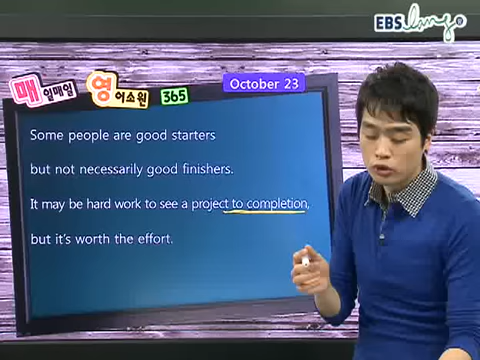 EBSlang
매일매일 영어소원 365
October 23
Some people are good starters
but not necessarily good finishers.
It may be hard work to see a project to completion,
but it's worth the effort.